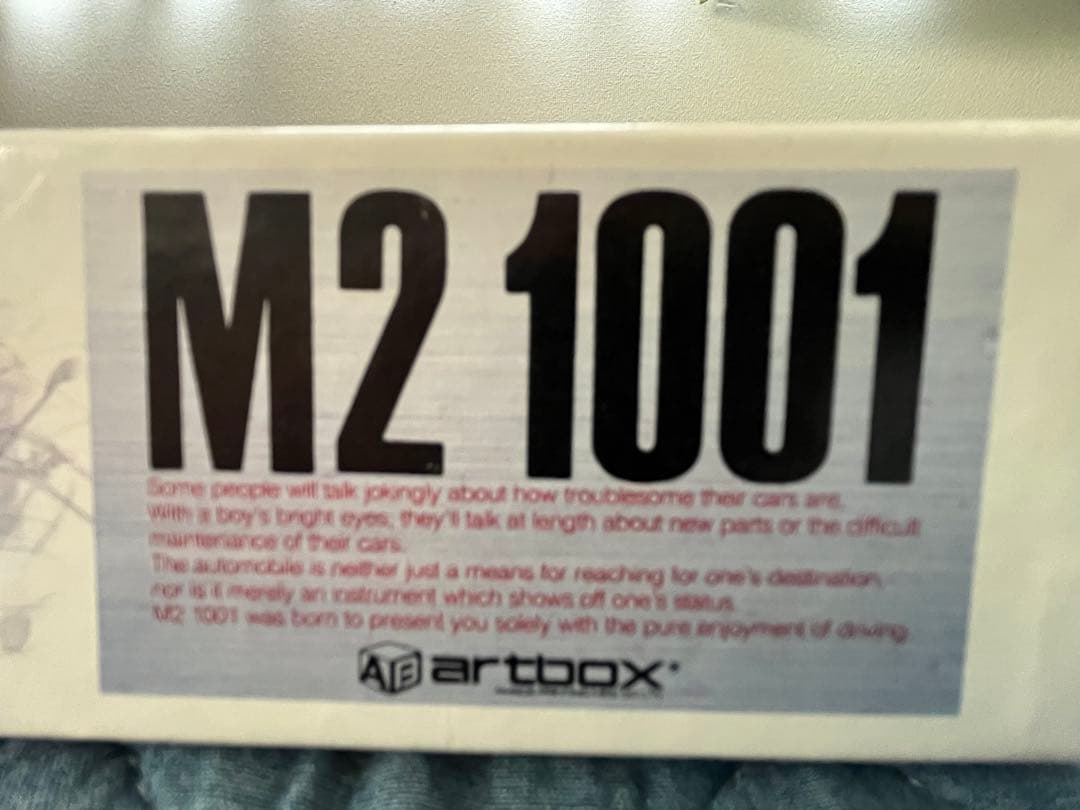 M2 1001
Some people will talk jokingly about how troublesome their cars are.
With a boy's bright eyes, they'll talk at length about new parts or the difficult
maintenance of their cars.
The automobile is neither just a means for reaching for one's destination,
nor is it merely an instrument which shows off one's status.
M2 1001 was born to present you solely with the pure enjoyment of driving.
artbox